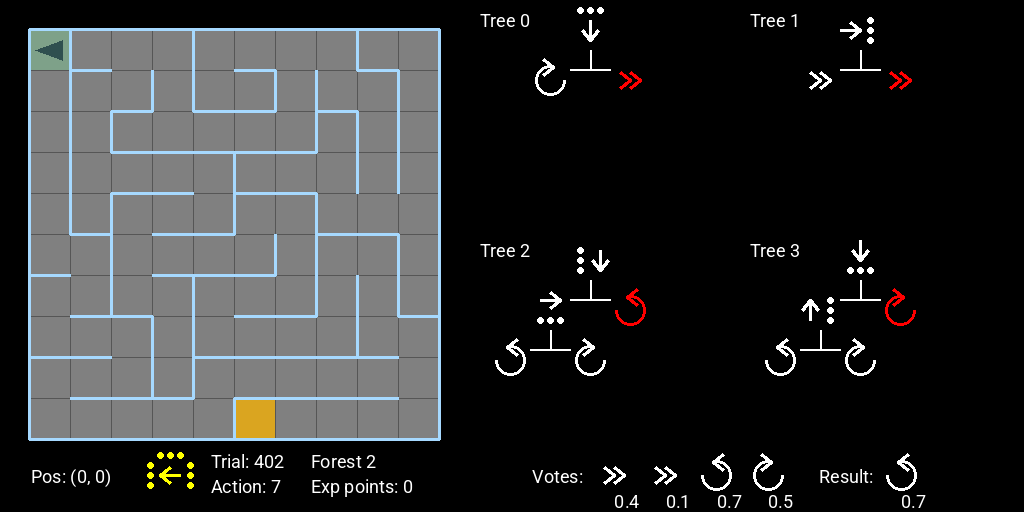 Tree 0
Tree 1
Tree 2
Tree 3
Pos: (0, 0)
Trial: 402
Forest 2
Action: 7
Exp points: 0
Votes:
0.4
0.1
0.7
0.5
Result:
0.7